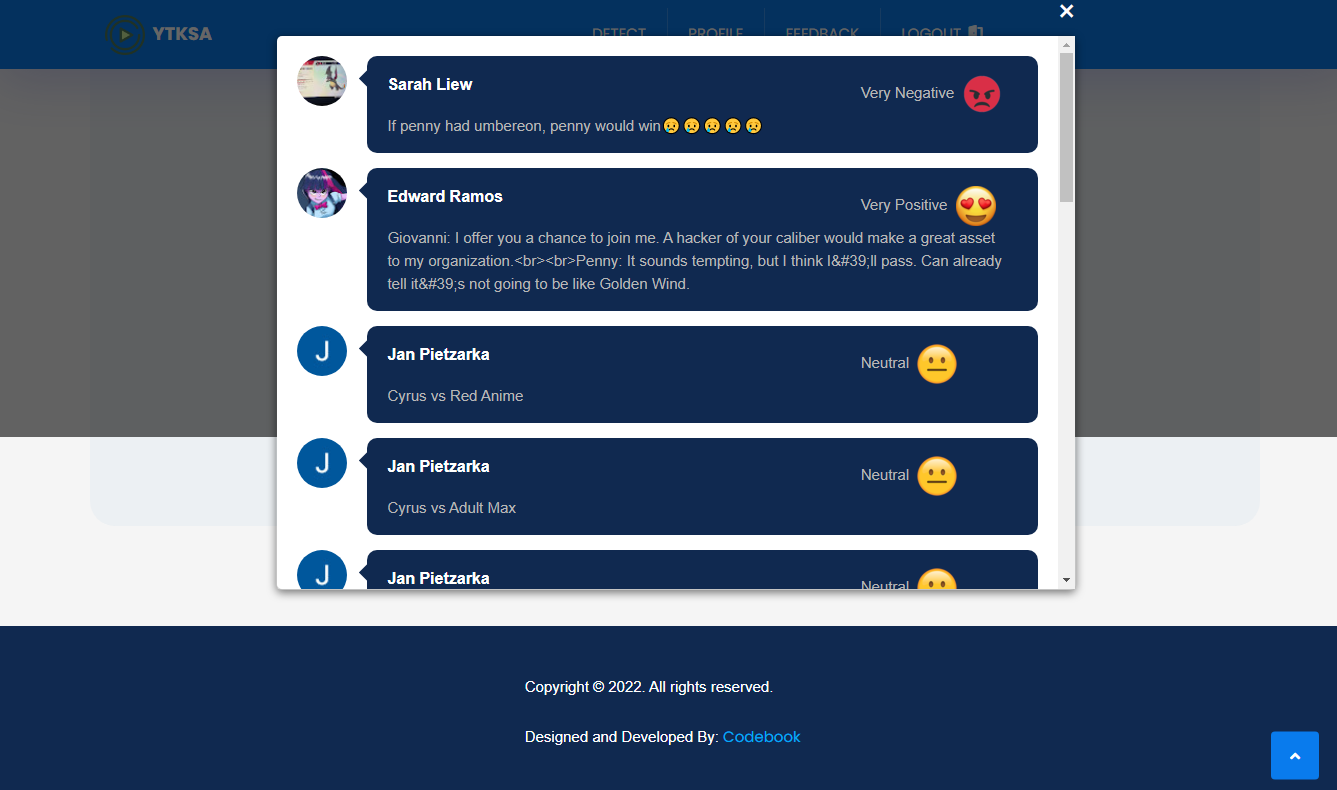 YTKSA
DETECT
PROFILE
FEEDBACK
LOGOUT
×
Sarah Liew
Very Negative
If penny had umbereon, penny would win😥😥😥😥😥
Edward Ramos
Very Positive
Giovanni: I offer you a chance to join me. A hacker of your caliber would make a great asset
to my organization.<br><br>Penny: It sounds tempting, but I think I&#39;ll pass. Can already
tell it&#39;s not going to be like Golden Wind.
J
Jan Pietzarka
Neutral
Cyrus vs Red Anime
J
Jan Pietzarka
Neutral
Cyrus vs Adult Max
J
Jan Pietzarka
Neutral
Copyright © 2022. All rights reserved.
Designed and Developed By: Codebook